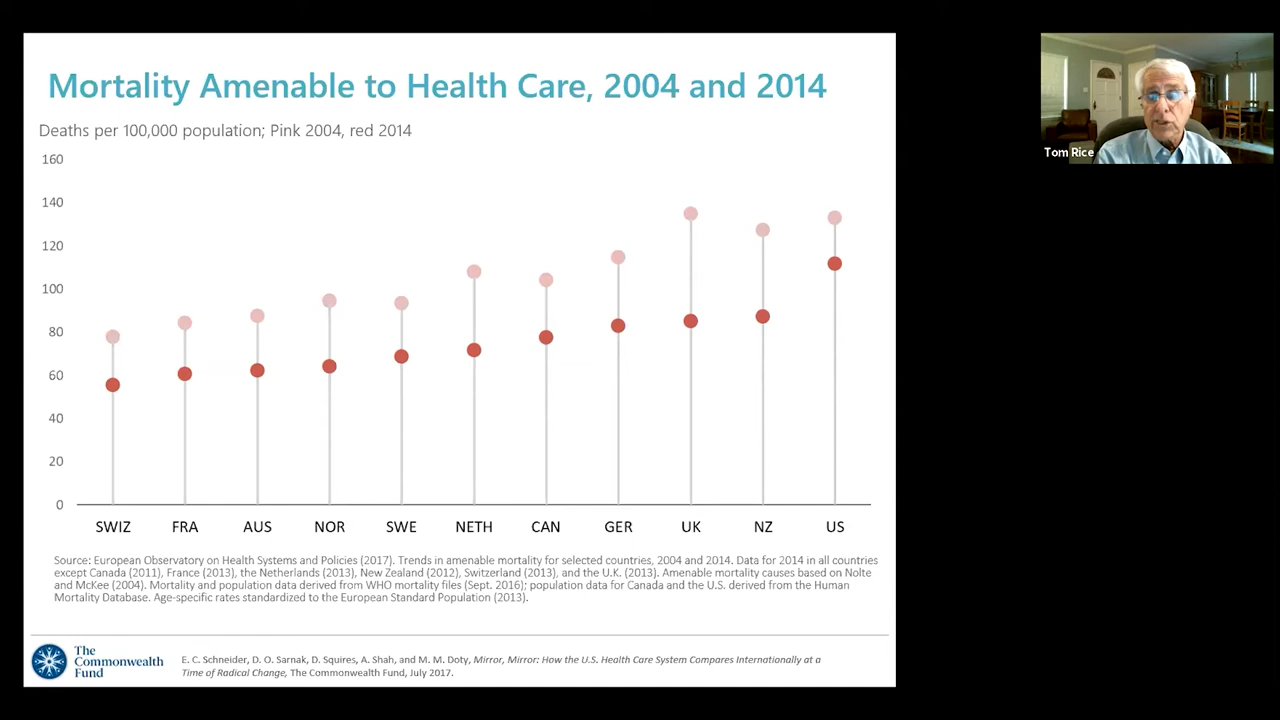 Mortality Amenable to Health Care, 2004 and 2014
Deaths per 100,000 population; Pink 2004, red 2014
160
140
120
100
80
60
40
20
0
SWIZ FRA AUS NOR SWE NETH CAN GER UK NZ US
Source: European Observatory on Health Systems and Policies (2017). Trends in amenable mortality for selected countries, 2004 and 2014. Data for 2014 in all countries
except Canada (2011), France (2013), the Netherlands (2013), New Zealand (2012), Switzerland (2013), and the U.K. (2013). Amenable mortality causes based on Nolte
and McKee (2004). Mortality and population data derived from WHO mortality files (Sept. 2016); population data for Canada and the U.S. derived from the Human
Mortality Database. Age-specific rates standardized to the European Standard Population (2013).
The
Commonwealth
Fund
E. C. Schneider, D. O. Sarnak, D. Squires, A. Shah, and M. M. Doty, Mirror, Mirror: How the U.S. Health Care System Compares Internationally at a
Time of Radical Change, The Commonwealth Fund, July 2017.
Tom Rice